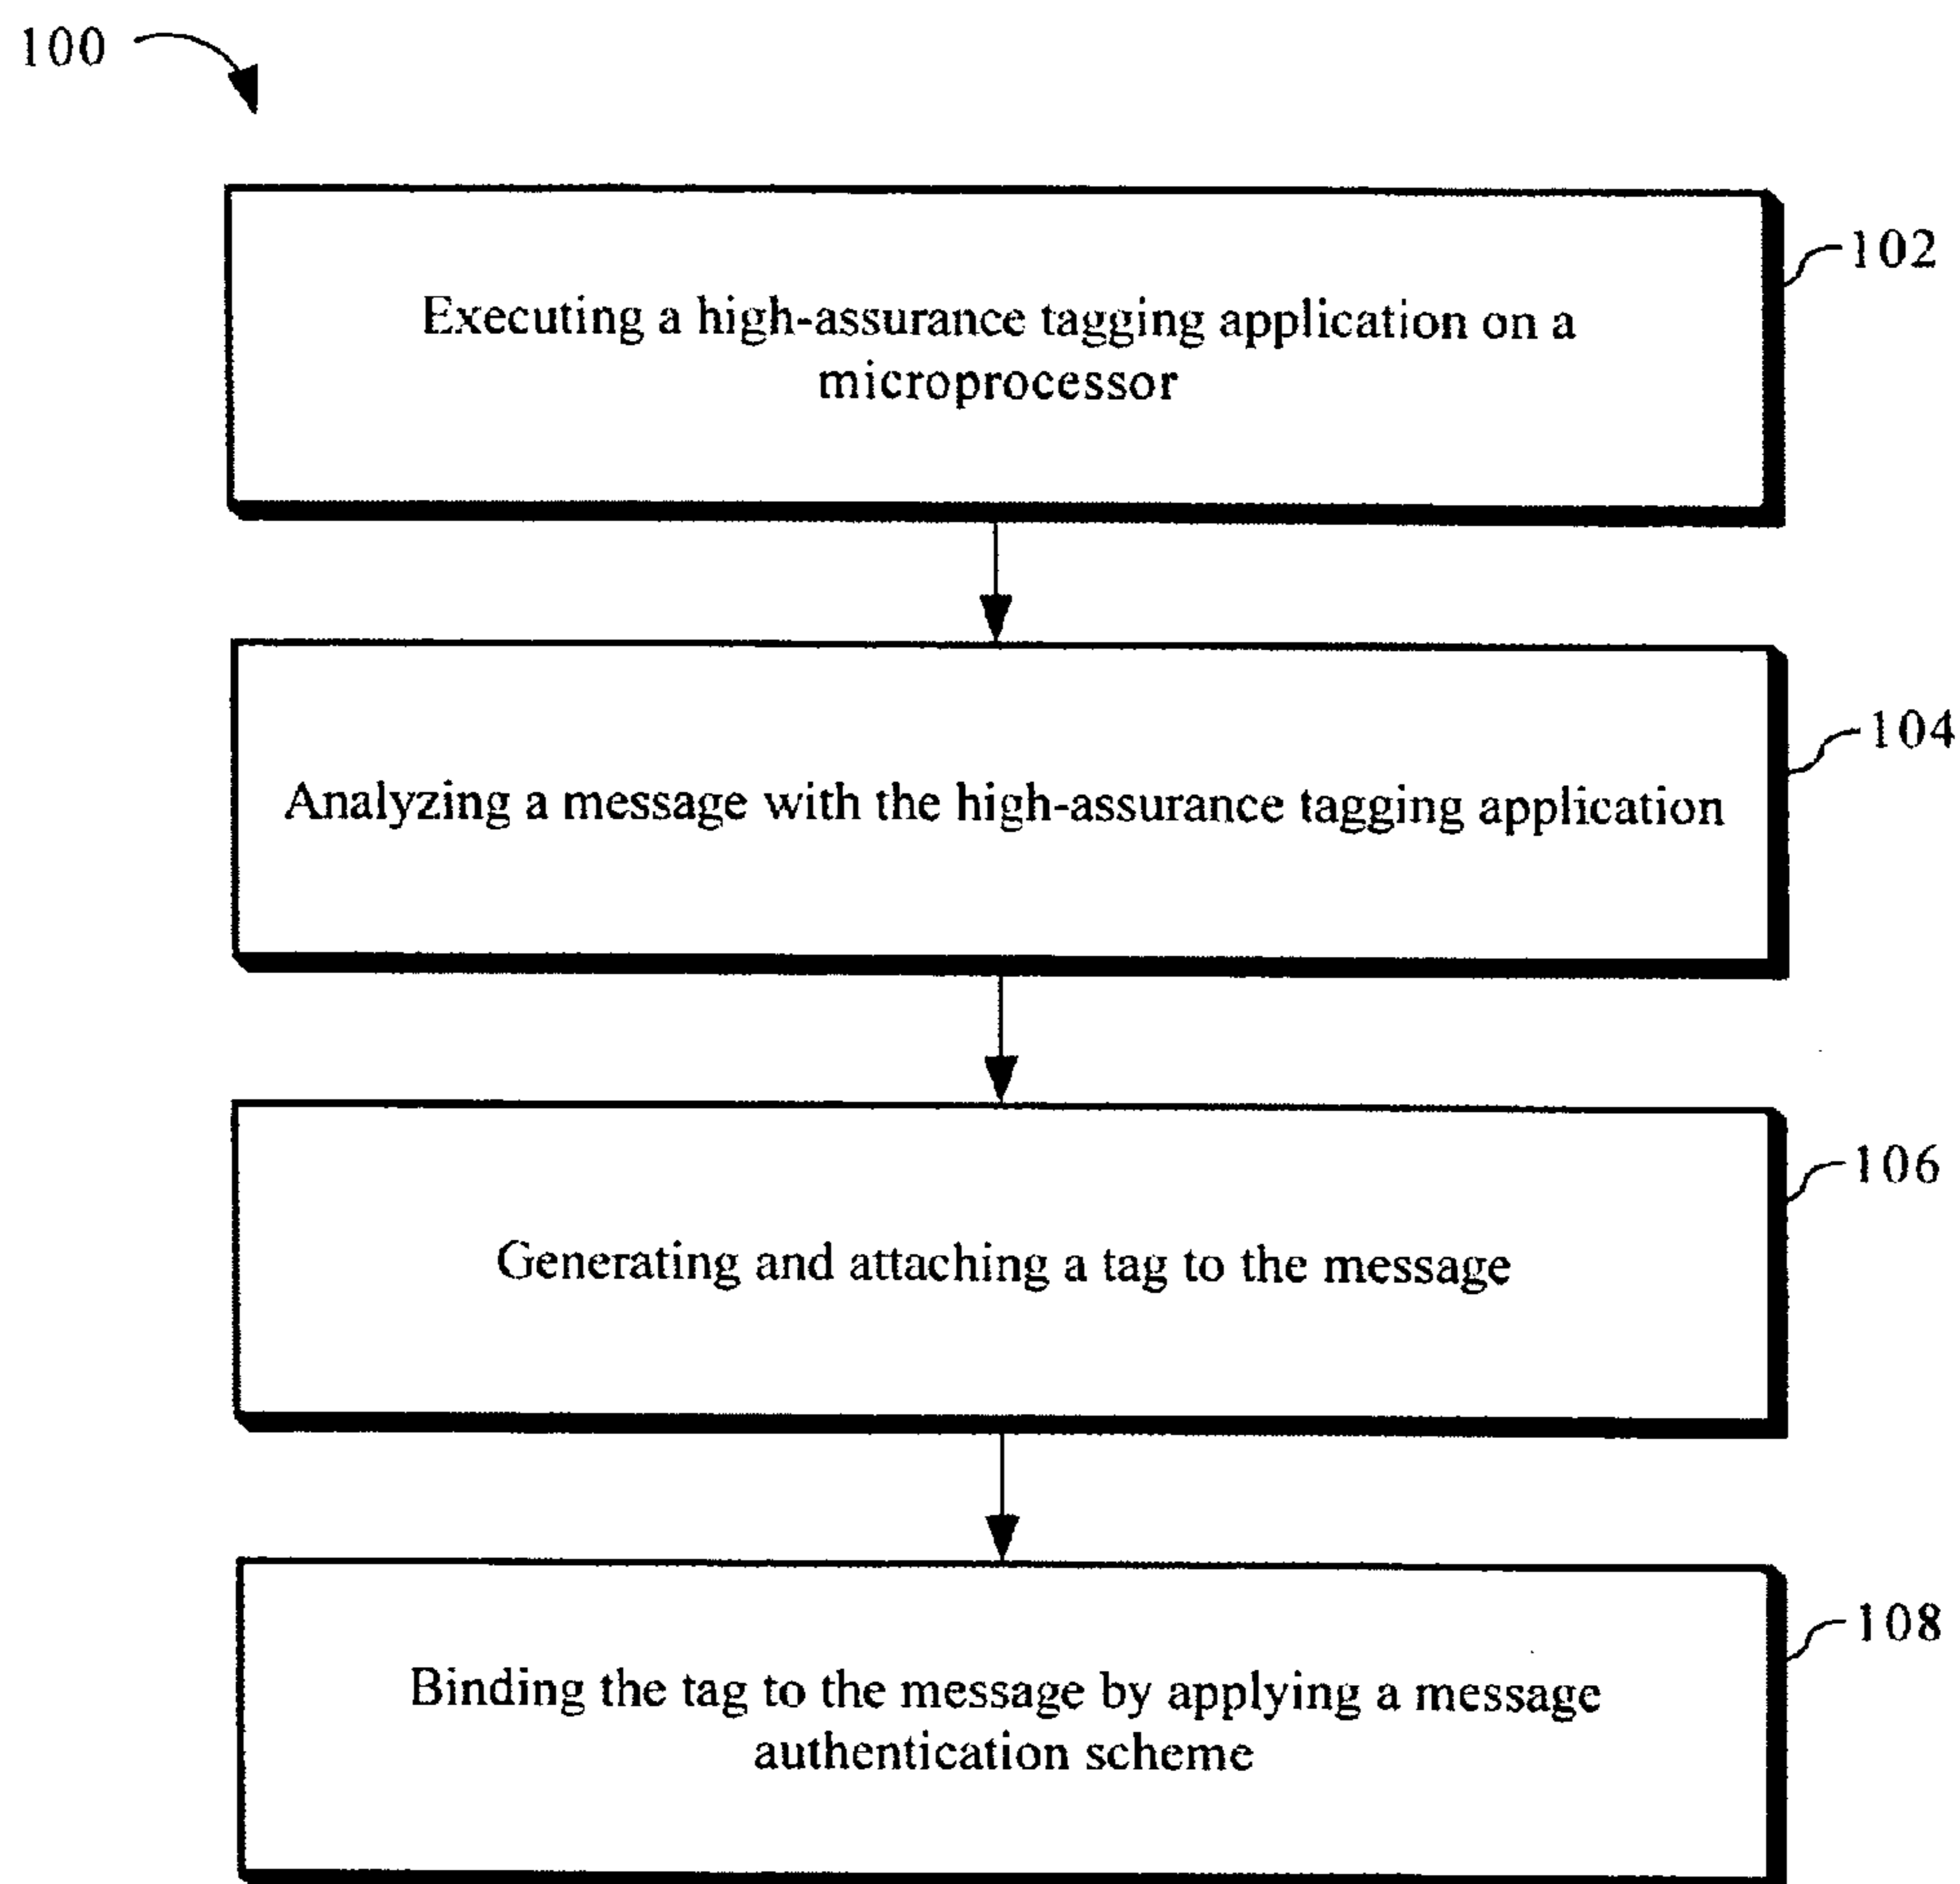 100
102
Executing a high-assurance tagging application on a
microprocessor
104
Analyzing a message with the high-assurance tagging application
106
Generating and attaching a tag to the message
108
Binding the tag to the message by applying a message
authentication scheme